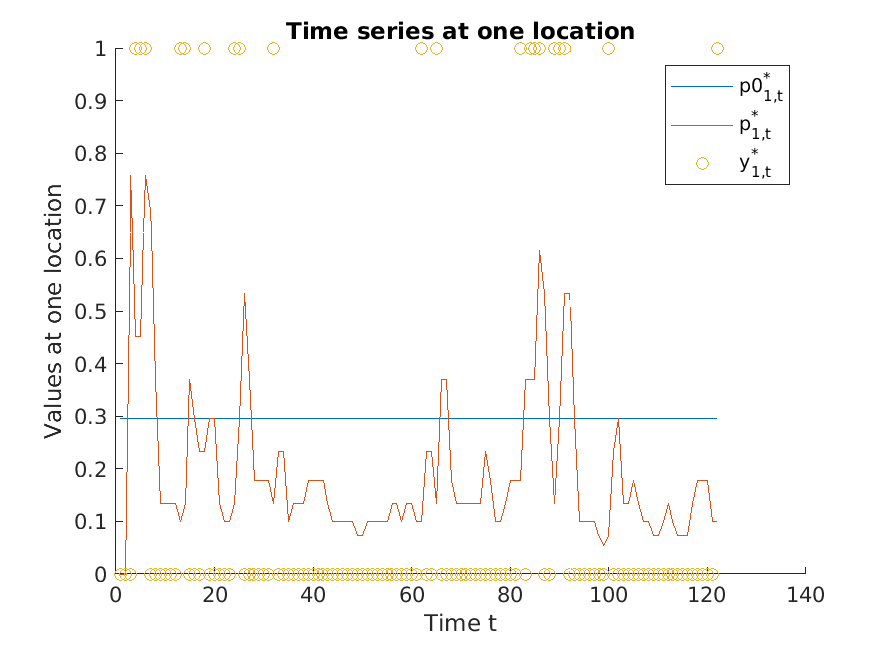 Time series at one location
1
0.9
0.8
0.7
0.6
0.5
0.4
0.3
0.2
0.1
0
Values at one location
p0*1,t
p*1,t
y*1,t
0 20 40 60 80 100 120 140
Time t